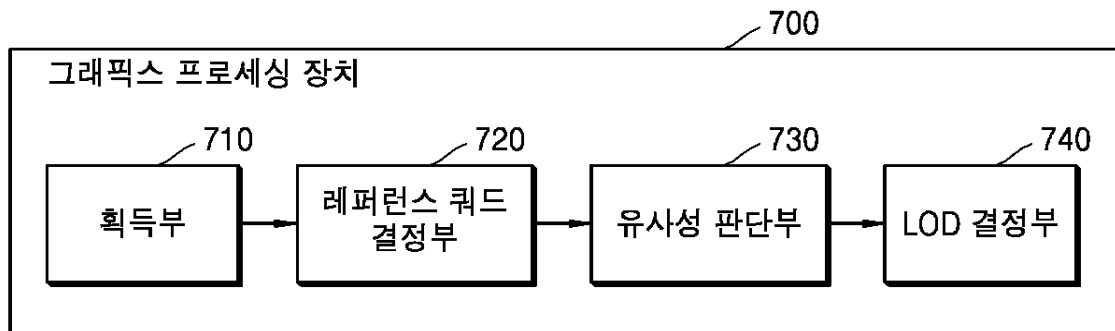 700
그래픽스 프로세싱 장치
710
720
730
740
획득부
레퍼런스 쿼드
결정부
유사성 판단부
LOD 결정부